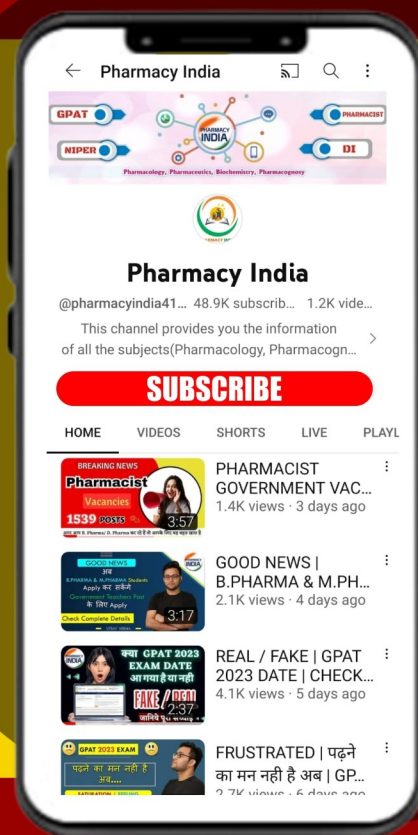 Pharmacy India
GPAT
PHARMACIST
PHARMACY
INDIA
NIPER
DI
Pharmacology, Pharmaceutics, Biochemistry, Pharmacognosy
Pharmacy India
@pharmacyindia41... 48.9K subscrib... 1.2K vide...
This channel provides you the information
of all the subjects(Pharmacology, Pharmacogn...
SUBSCRIBE
HOME VIDEOS SHORTS LIVE PLAYL
BREAKING NEWS
Pharmacist
Vacancies
1539 POSTS
3:57
PHARMACIST
GOVERNMENT VAC...
1.4K views · 3 days ago
GOOD NEWS
अब
B.PHARMA & M.PHARMA Students
Apply कर सकेंगे
Government Teachers Post
के लिए Apply
Check Complete Details
3:17
GOOD NEWS |
B.PHARMA & M.PH...
2.1K views · 4 days ago
क्या GPAT 2023
EXAM DATE
आ गया है या नही
FAKE / REAL
2:37
REAL / FAKE | GPAT
2023 DATE | CHECK...
4.1K views · 5 days ago
GPAT 2023 EXAM
पढ़ने का मन नही है
अब....
FRUSTRATED | पढ़ने
का मन नही है अब | GP...
2.7K views · 6 days ago